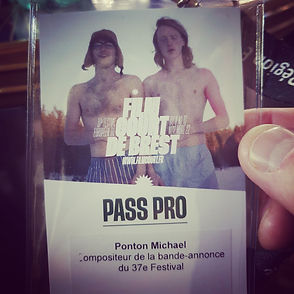 FILM
COURT
DE BREST
WWW.FILMCOURT.FR
PASS PRO
Ponton Michael
Compositeur de la bande-annonce
du 37e Festival